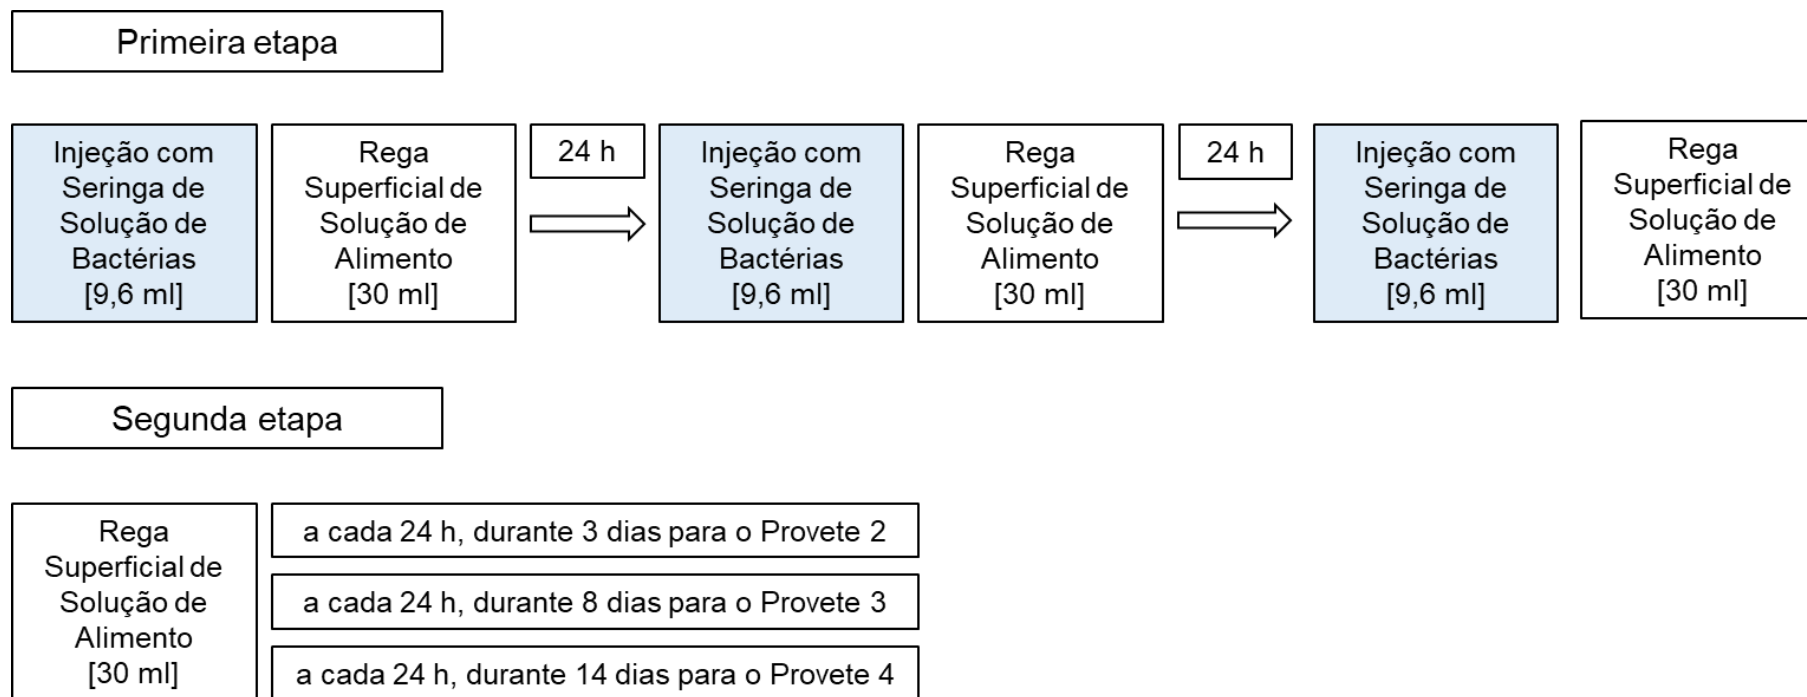 Primeira etapa
Injeção com
Seringa de
Solução de
Bactérias
[9,6 ml]
Rega
Superficial de
Solução de
Alimento
[30 ml]
24 h
Injeção com
Seringa de
Solução de
Bactérias
[9,6 ml]
Rega
Superficial de
Solução de
Alimento
[30 ml]
24 h
Injeção com
Seringa de
Solução de
Bactérias
[9,6 ml]
Rega
Superficial de
Solução de
Alimento
[30 ml]
Segunda etapa
Rega
Superficial de
Solução de
Alimento
[30 ml]
a cada 24 h, durante 3 dias para o Provete 2
a cada 24 h, durante 8 dias para o Provete 3
a cada 24 h, durante 14 dias para o Provete 4